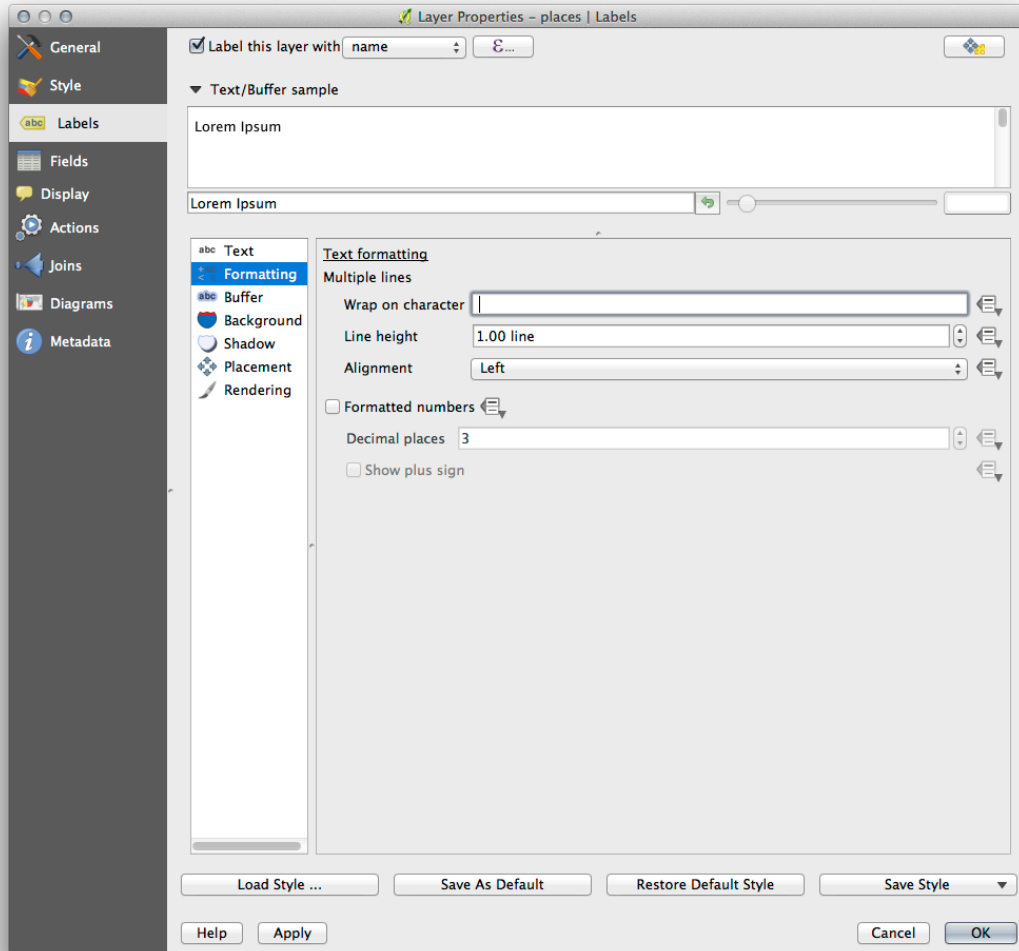 Layer Properties – places | Labels
General
Style
abc Labels
Fields
Display
Actions
Joins
Diagrams
i Metadata
Label this layer with name ε...
Text/Buffer sample
Lorem Ipsum
Lorem Ipsum
abc Text
Formatting
abc Buffer
Background
Shadow
Placement
Rendering
Text formatting
Multiple lines
Wrap on character
Line height 1.00 line
Alignment Left
Formatted numbers
Decimal places 3
Show plus sign
Load Style ... Save As Default Restore Default Style Save Style
Help Apply Cancel OK